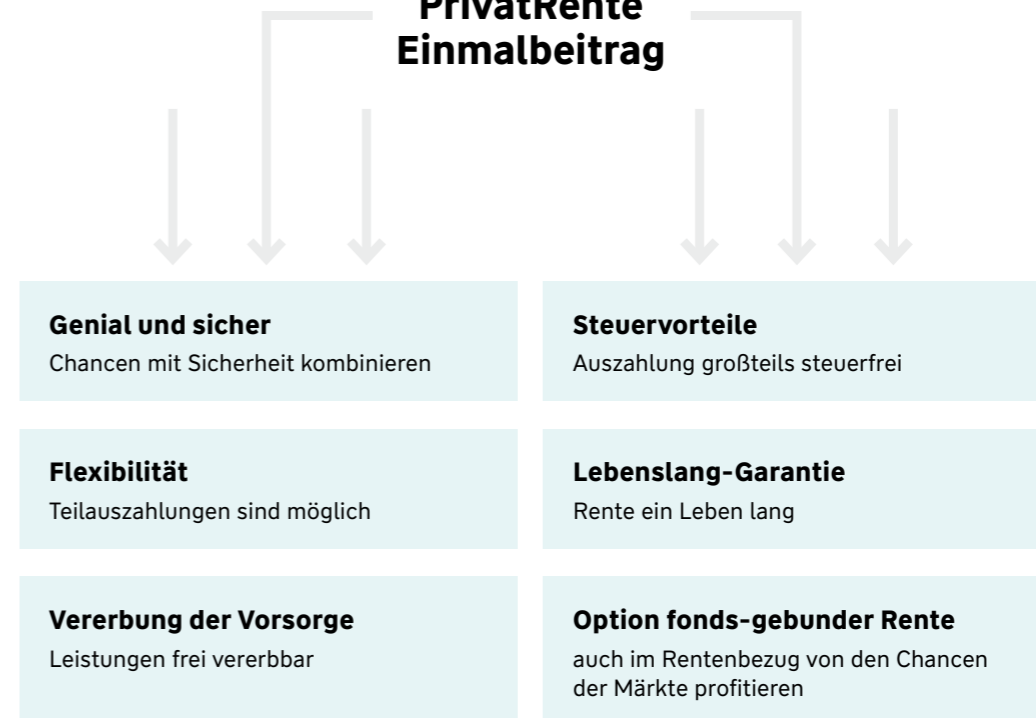 PrivatRente
Einmalbeitrag
Genial und sicher
Chancen mit Sicherheit kombinieren
Steuervorteile
Auszahlung großteils steuerfrei
Flexibilität
Teilauszahlungen sind möglich
Lebenslang-Garantie
Rente ein Leben lang
Vererbung der Vorsorge
Leistungen frei vererbbar
Option fonds-gebunder Rente
auch im Rentenbezug von den Chancen
der Märkte profitieren